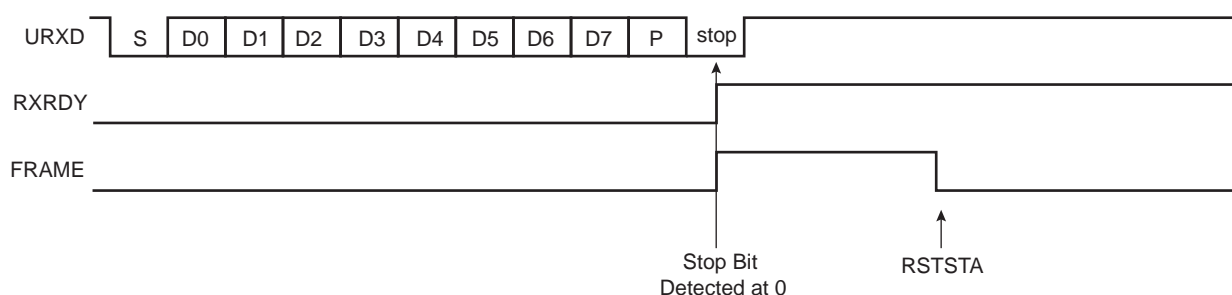 URXD S D0 D1 D2 D3 D4 D5 D6 D7 P stop
RXRDY
FRAME
Stop Bit
Detected at 0
RSTSTA